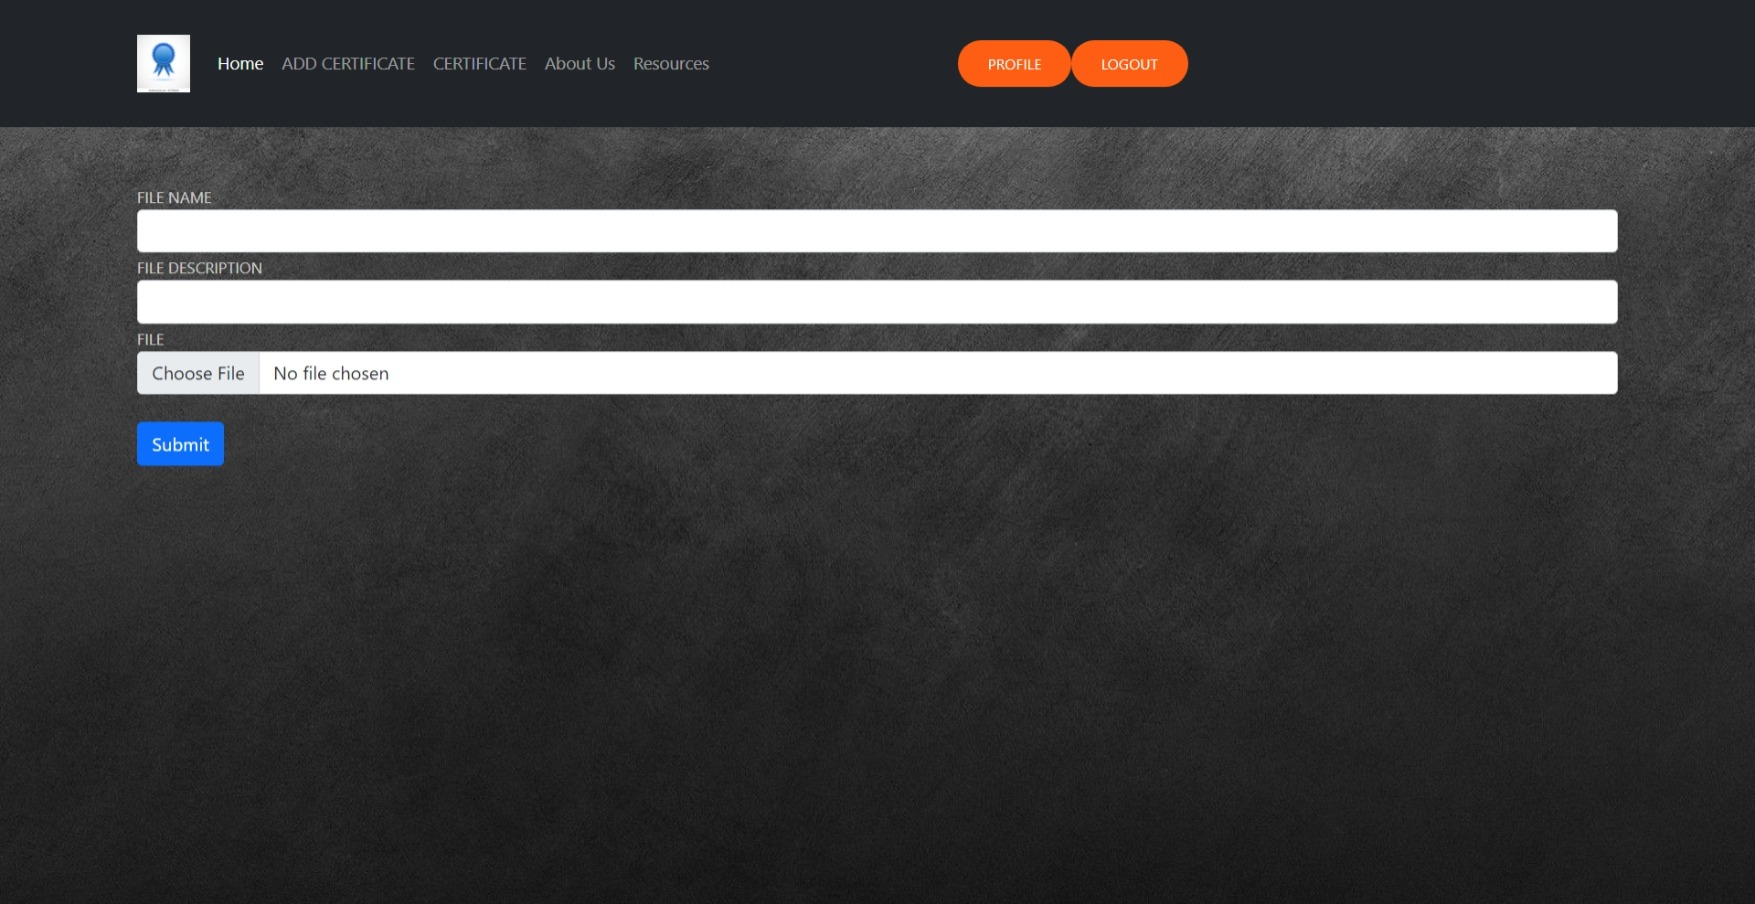 Home ADD CERTIFICATE CERTIFICATE About Us Resources PROFILE LOGOUT
FILE NAME
FILE DESCRIPTION
FILE
Choose File No file chosen
Submit